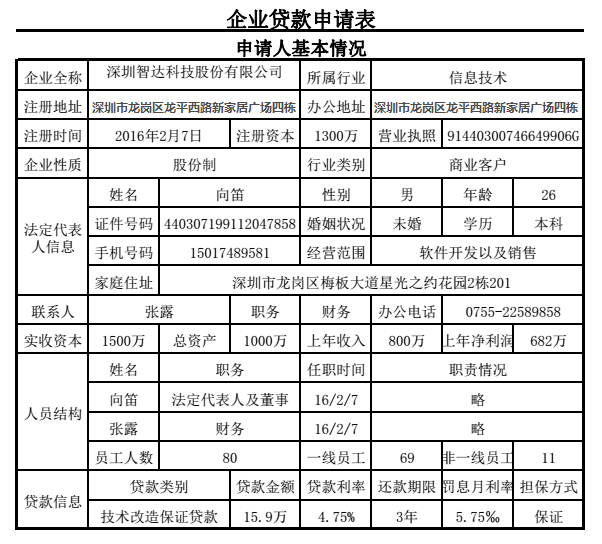 企业贷款申请表
申请人基本情况
企业全称 深圳智达科技股份有限公司 所属行业 信息技术
注册地址 深圳市龙岗区龙平西路新家居广场四栋 办公地址 深圳市龙岗区龙平西路新家居广场四栋
注册时间 2016年2月7日 注册资本 1300万 营业执照 91440300746649906G
企业性质 股份制 行业类别 商业客户
法定代表人信息 姓名 向笛 性别 男 年龄 26
证件号码 440307199112047858 婚姻状况 未婚 学历 本科
手机号码 15017489581 经营范围 软件开发以及销售
家庭住址 深圳市龙岗区梅板大道星光之约花园2栋201
联系人 张露 职务 财务 办公电话 0755-22589858
实收资本 1500万 总资产 1000万 上年收入 800万 上年净利润 682万
人员结构 姓名 职务 任职时间 职责情况
向笛 法定代表人及董事 16/2/7 略
张露 财务 16/2/7 略
员工人数 80 一线员工 69 非一线员工 11
贷款信息 贷款类别 贷款金额 贷款利率 还款期限 罚息月利率 担保方式
技术改造保证贷款 15.9万 4.75% 3年 5.75‰ 保证